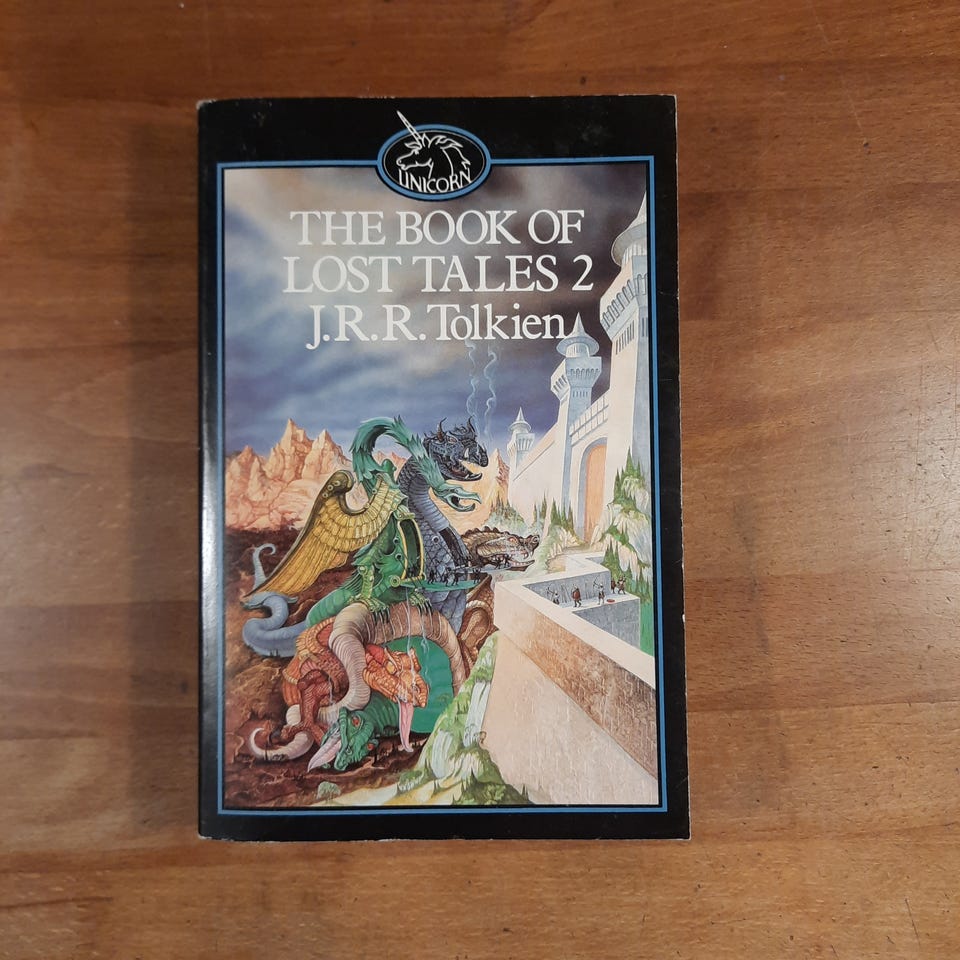 UNICORN
THE BOOK OF
LOST TALES 2
J.R.R. Tolkien